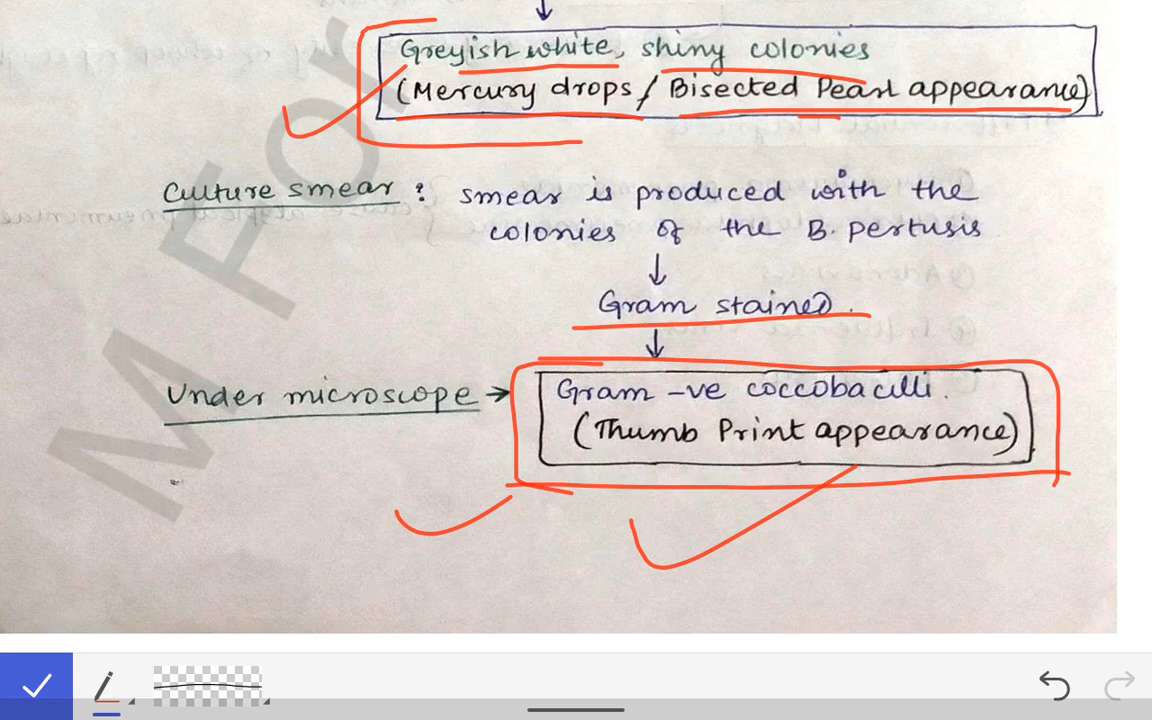 Greyish white, shiny colonies
(Mercury drops / Bisected Pearl appearance)
Culture smear : smear is produced with the
colonies of the B. pertusis
Gram stained.
Under microscope → Gram -ve coccobacilli.
(Thumb Print appearance)
M For